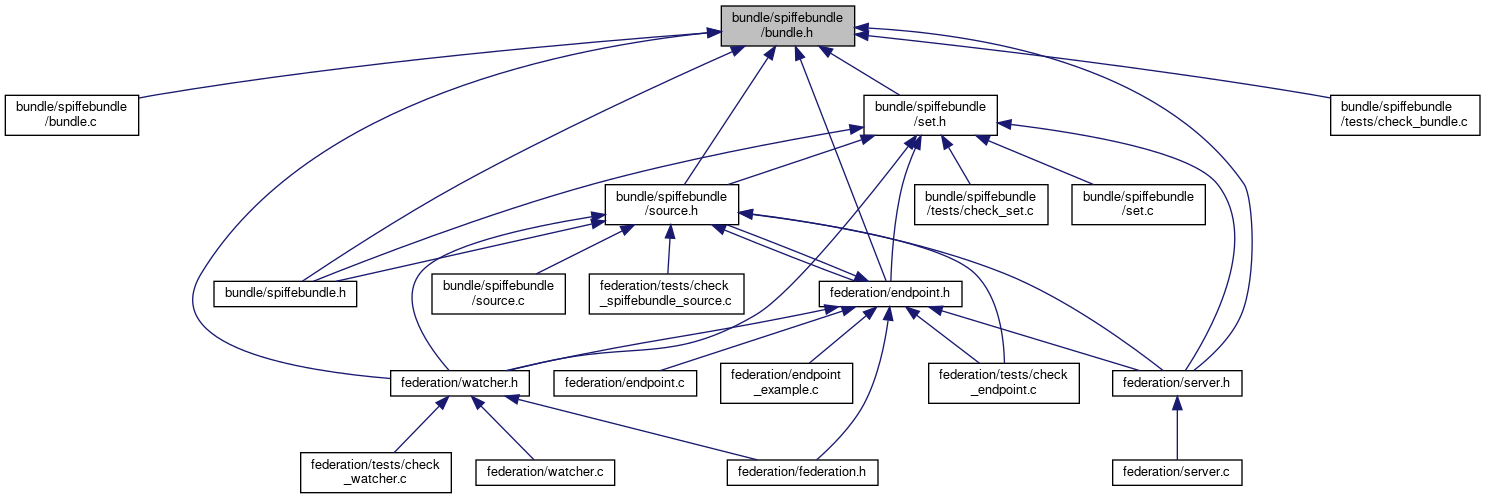 bundle/spiffebundle
/bundle.h
bundle/spiffebundle
/bundle.c
bundle/spiffebundle
/set.h
bundle/spiffebundle
/tests/check_bundle.c
bundle/spiffebundle
/source.h
bundle/spiffebundle
/tests/check_set.c
bundle/spiffebundle
/set.c
bundle/spiffebundle.h
bundle/spiffebundle
/source.c
federation/tests/check
_spiffebundle_source.c
federation/endpoint.h
federation/watcher.h
federation/endpoint.c
federation/endpoint
_example.c
federation/tests/check
_endpoint.c
federation/server.h
federation/tests/check
_watcher.c
federation/watcher.c
federation/federation.h
federation/server.c